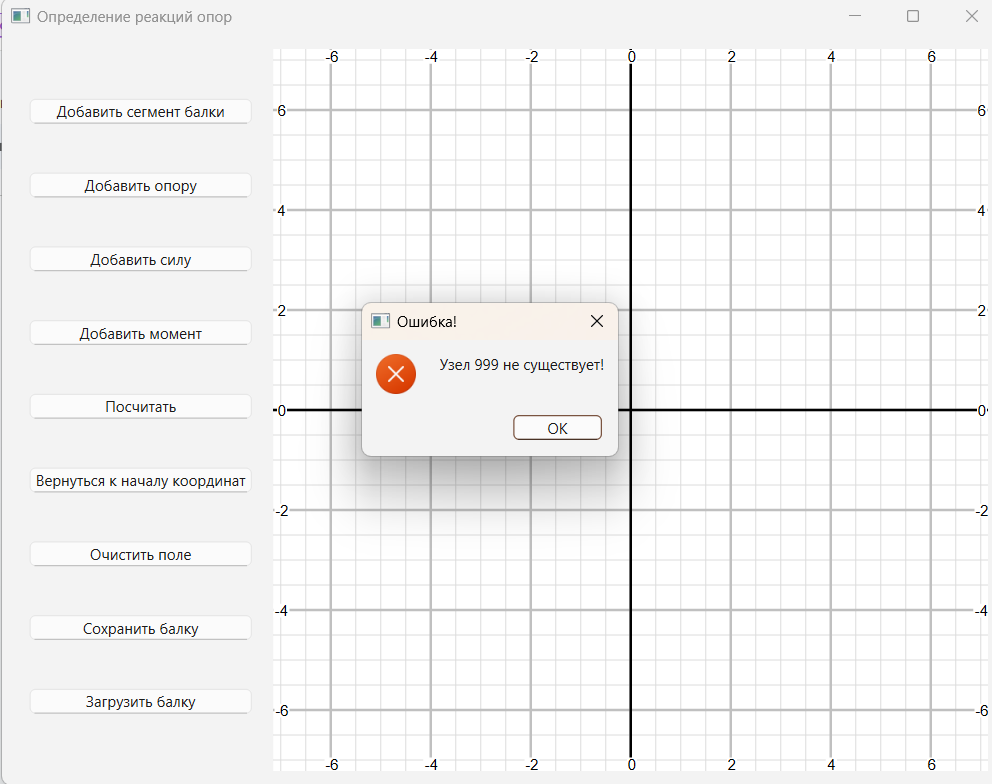 Определение реакций опор
-6 -4 -2 0 2 4 6
Добавить сегмент балки
6 6
Добавить опору
4 4
Добавить силу
2 2
Ошибка!
Добавить момент
Узел 999 не существует!
Посчитать
0 0
OK
Вернуться к началу координат
-2 -2
Очистить поле
-4 -4
Сохранить балку
Загрузить балку
-6 -6
-6 -4 -2 0 2 4 6